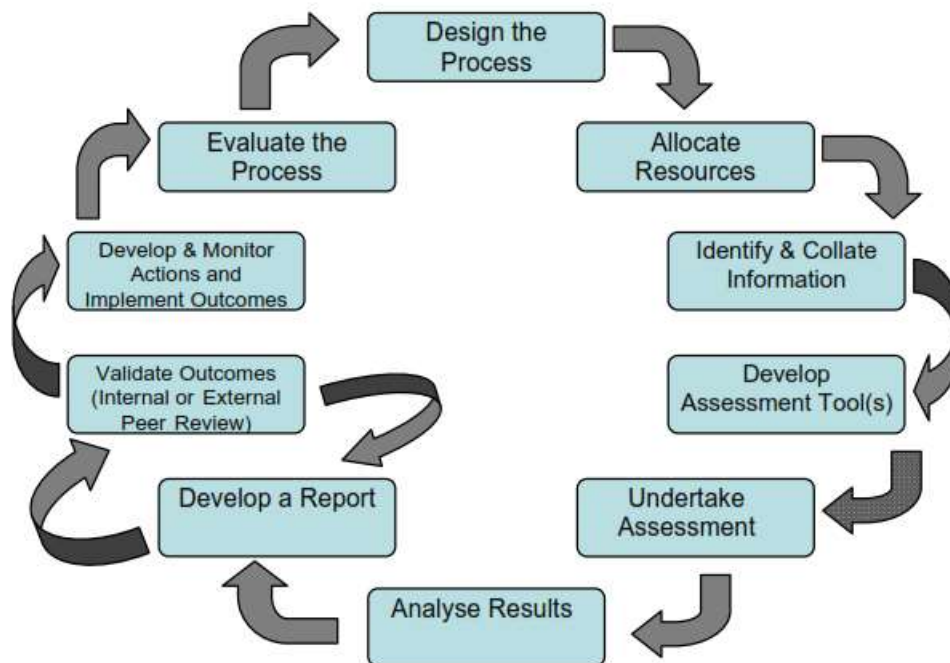 Design the
Process
Allocate
Resources
Identify & Collate
Information
Develop
Assessment Tool(s)
Undertake
Assessment
Analyse Results
Develop a Report
Validate Outcomes
(Internal or External
Peer Review)
Develop & Monitor
Actions and
Implement Outcomes
Evaluate the
Process